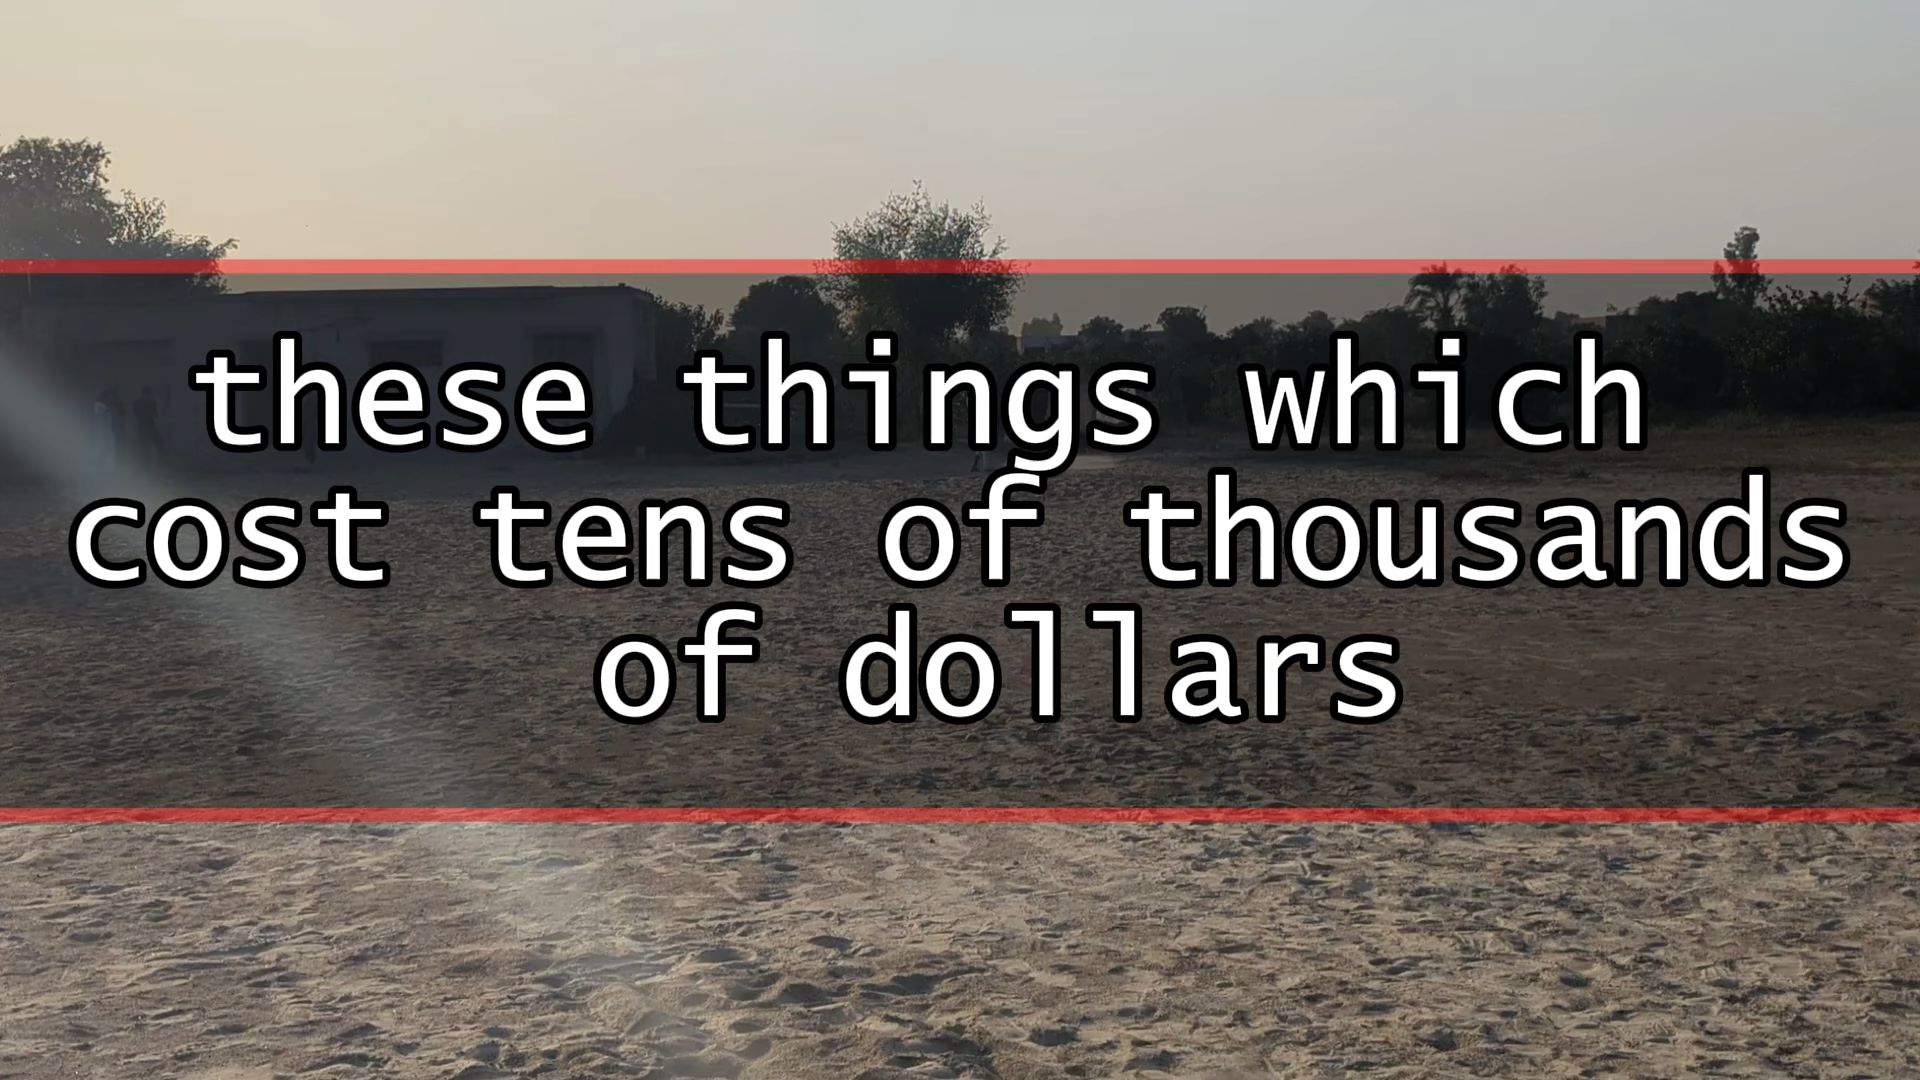 these things which
cost tens of thousands
of dollars